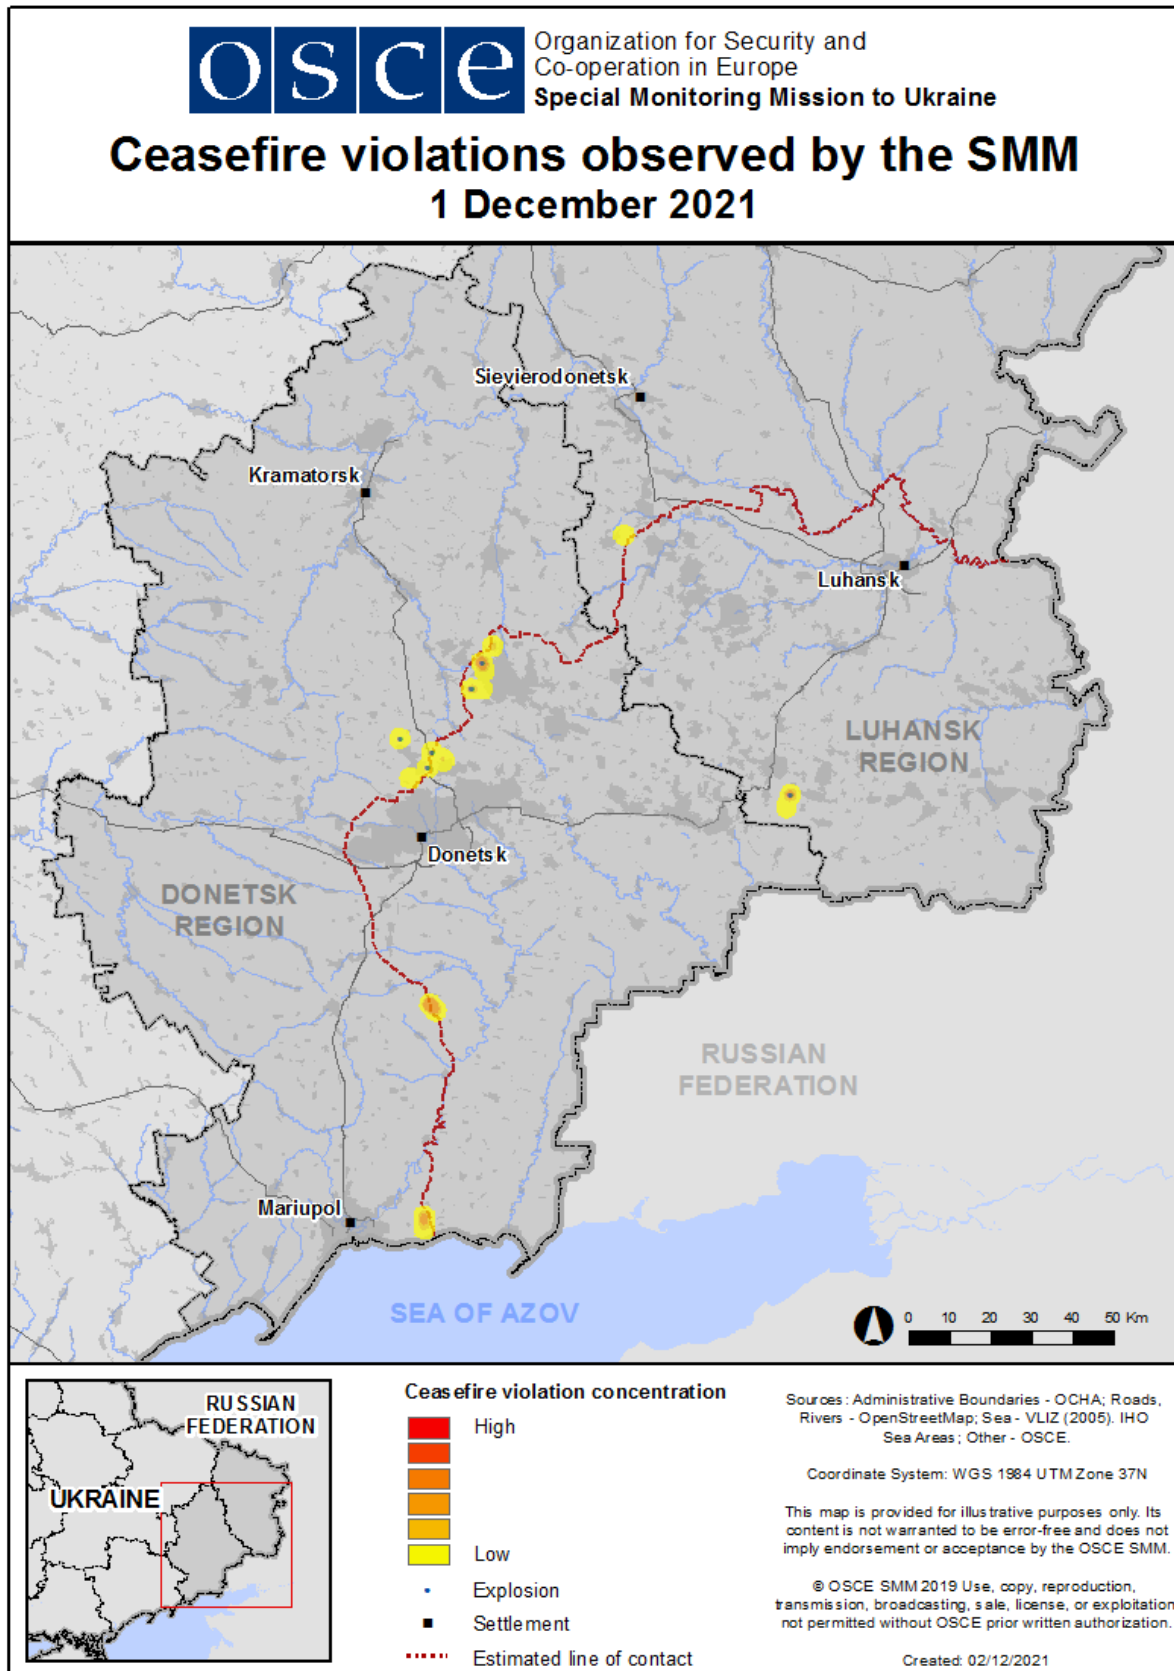 OSCE
Organization for Security and
Co-operation in Europe
Special Monitoring Mission to Ukraine
Ceasefire violations observed by the SMM
1 December 2021
Sievierodonetsk
Kramatorsk
Luhansk
LUHANSK
REGION
Donetsk
DONETSK
REGION
RUSSIAN
FEDERATION
Mariupol
SEA OF AZOV
0 10 20 30 40 50 Km
RUSSIAN
FEDERATION
UKRAINE
Ceasefire violation concentration
High
Low
Explosion
Settlement
Estimated line of contact
Sources: Administrative Boundaries - OCHA; Roads,
Rivers - OpenStreetMap; Sea - VLIZ (2005). IHO
Sea Areas; Other - OSCE.
Coordinate System: WGS 1984 UTM Zone 37N
This map is provided for illustrative purposes only. Its
content is not warranted to be error-free and does not
imply endorsement or acceptance by the OSCE SMM.
© OSCE SMM 2019 Use, copy, reproduction,
transmission, broadcasting, sale, license, or exploitation
not permitted without OSCE prior written authorization.
Created: 02/12/2021